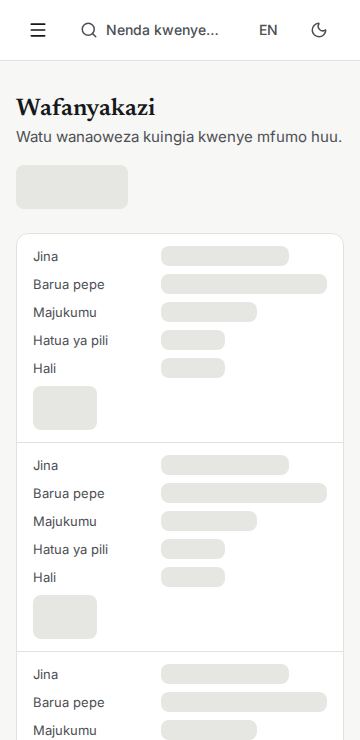 Nenda kwenye... EN
Wafanyakazi
Watu wanaoweza kuingia kwenye mfumo huu.
Jina
Barua pepe
Majukumu
Hatua ya pili
Hali
Jina
Barua pepe
Majukumu
Hatua ya pili
Hali
Jina
Barua pepe
Majukumu